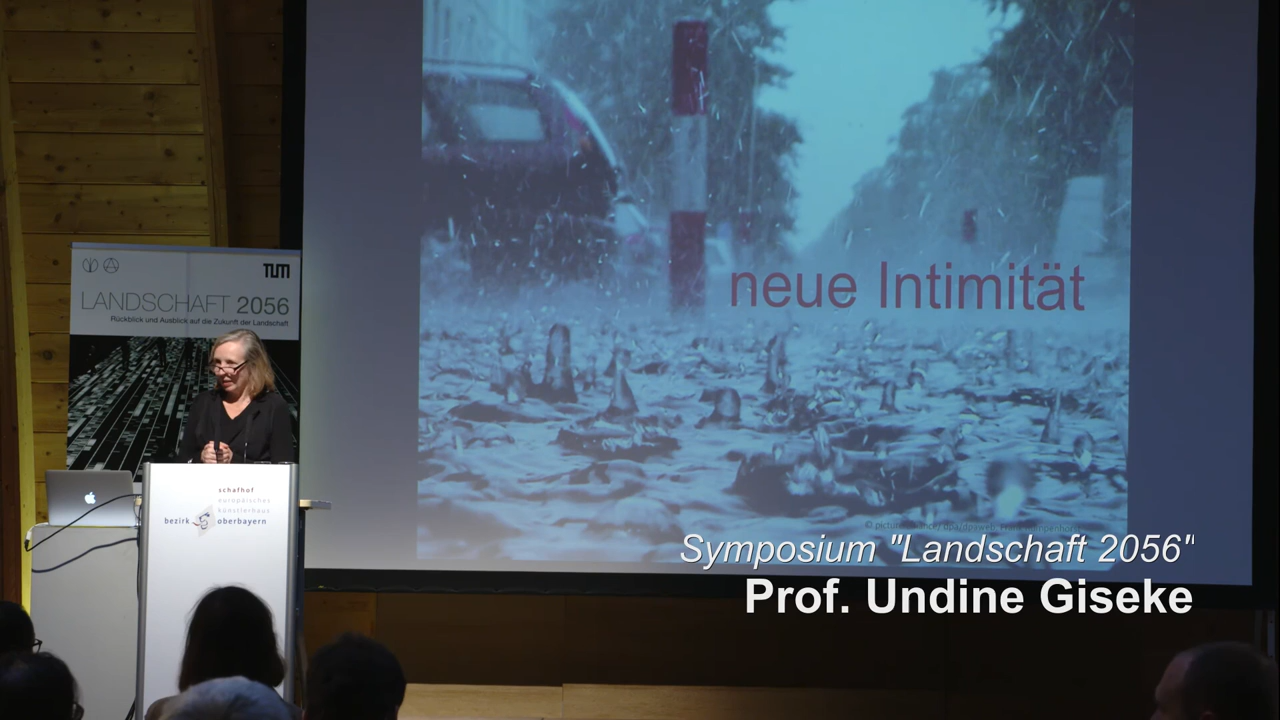 TUM
LANDSCHAFT 2056
Rückblick und Ausblick auf die Zukunft der Landschaft
neue Intimität
schafhof
europäisches
künstlerhaus
bezirk oberbayern
Symposium "Landschaft 2056"
Prof. Undine Giseke